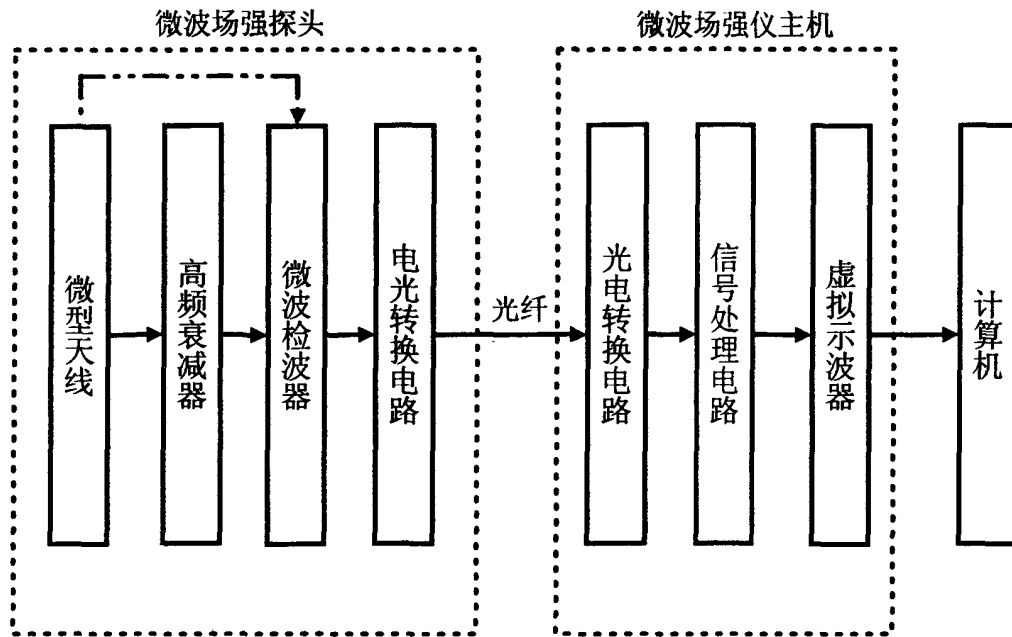 微波场强探头
微波场强仪主机
微型天线
高频衰减器
微波检波器
电光转换电路
光纤
光电转换电路
信号处理电路
虚拟示波器
计算机